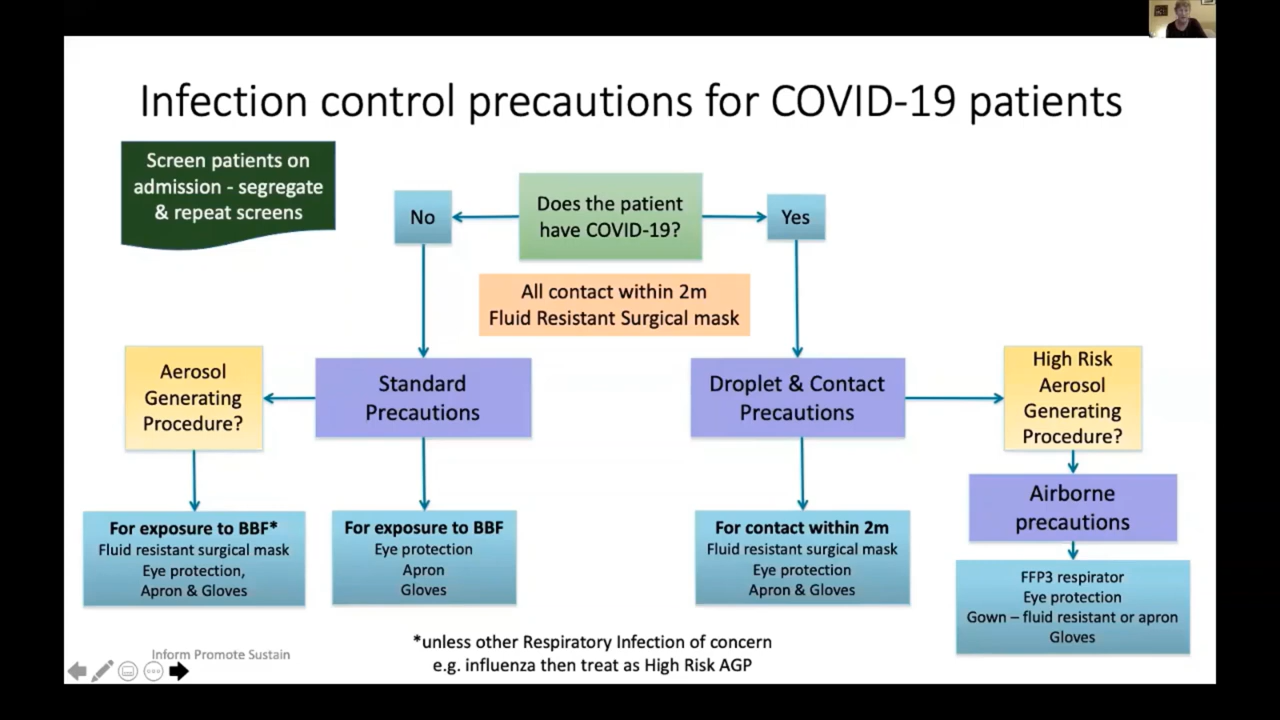 Infection control precautions for COVID-19 patients
Screen patients on
admission - segregate
& repeat screens
No
Does the patient
have COVID-19?
Yes
All contact within 2m
Fluid Resistant Surgical mask
Aerosol
Generating
Procedure?
Standard
Precautions
Droplet & Contact
Precautions
High Risk
Aerosol
Generating
Procedure?
Airborne
precautions
For exposure to BBF*
Fluid resistant surgical mask
Eye protection,
Apron & Gloves
For exposure to BBF
Eye protection
Apron
Gloves
For contact within 2m
Fluid resistant surgical mask
Eye protection
Apron & Gloves
FFP3 respirator
Eye protection
Gown – fluid resistant or apron
Gloves
*unless other Respiratory Infection of concern
e.g. influenza then treat as High Risk AGP
Inform Promote Sustain